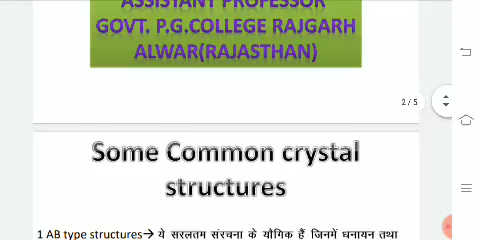 ASSISTANT PROFESSOR
GOVT. P.G.COLLEGE RAJGARH
ALWAR(RAJASTHAN)
2/5
Some Common crystal
structures
1 AB type structures→ ये सरलतम संरचना के यौगिक हैं जिनमें धनायन तथा